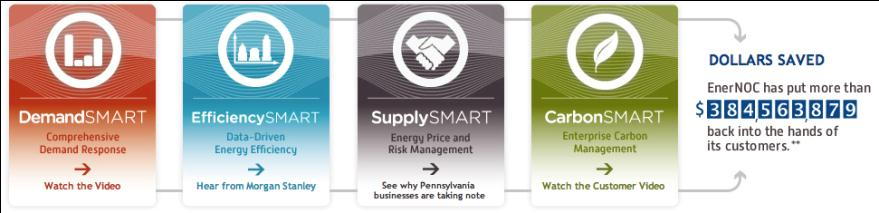 DemandSMART
Comprehensive
Demand Response
→
Watch the Video
EfficiencySMART
Data-Driven
Energy Efficiency
→
Hear from Morgan Stanley
SupplySMART
Energy Price and
Risk Management
→
See why Pennsylvania
businesses are taking note
CarbonSMART
Enterprise Carbon
Management
→
Watch the Customer Video
DOLLARS SAVED
EnerNOC has put more than
$384,563,879
back into the hands of
its customers.**